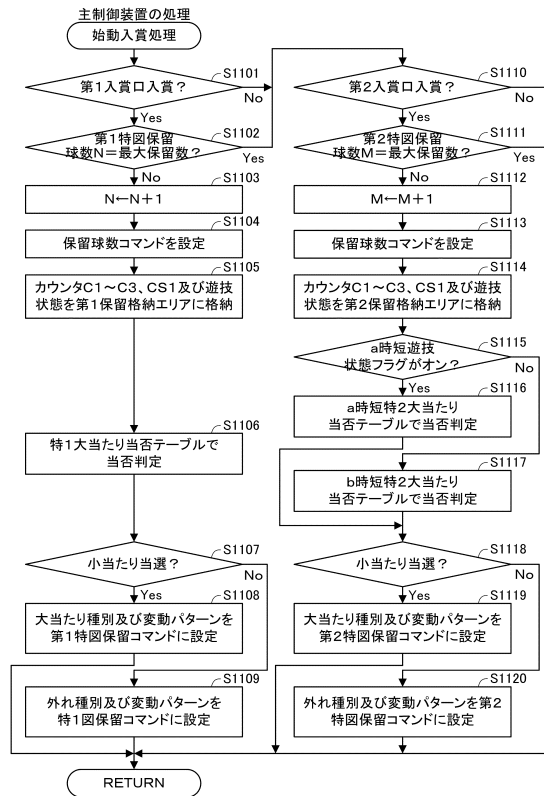 主制御装置の処理
始動入賞処理
第1入賞口入賞？
S1101
Yes
No
第1特図保留
球数N＝最大保留数？
S1102
Yes
No
S1103
N←N＋1
S1104
保留球数コマンドを設定
S1105
カウンタC1～C3、CS1及び遊技
状態を第1保留格納エリアに格納
S1106
特1大当たり当否テーブルで
当否判定
S1107
小当たり当選？
No
Yes
S1108
大当たり種別及び変動パターンを
第1特図保留コマンドに設定
S1109
外れ種別及び変動パターンを
特1図保留コマンドに設定
RETURN
第2入賞口入賞？
S1110
Yes
No
第2特図保留
球数M＝最大保留数？
S1111
Yes
No
S1112
M←M＋1
S1113
保留球数コマンドを設定
S1114
カウンタC1～C3、CS1及び遊技
状態を第2保留格納エリアに格納
S1115
a時短遊技
状態フラグがオン？
No
Yes
S1116
a時短特2大当たり
当否テーブルで当否判定
S1117
b時短特2大当たり
当否テーブルで当否判定
S1118
小当たり当選？
No
Yes
S1119
大当たり種別及び変動パターンを
第2特図保留コマンドに設定
S1120
外れ種別及び変動パターンを第2
特図保留コマンドに設定